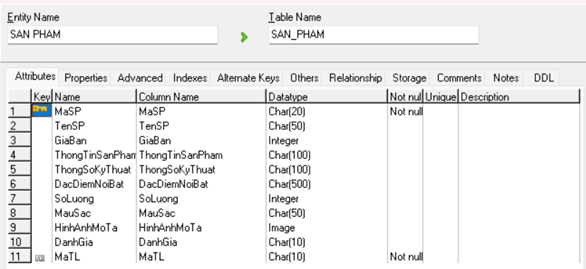 Entity Name Table Name
SAN PHAM SAN_PHAM
Attributes Properties Advanced Indexes Alternate Keys Others Relationship Storage Comments Notes DDL
Key Name Column Name Datatype Not nul Unique Description
1 MaSP MaSP Char(20) Not null
2 TenSP TenSP Char(50)
3 GiaBan GiaBan Integer
4 ThongTinSanPhan ThongTinSanPham Char(100)
5 ThongSoKyThuat ThongSoKyThuat Char(100)
6 DacDiemNoiBat DacDiemNoiBat Char(500)
7 SoLuong SoLuong Integer
8 MauSac MauSac Char(50)
9 HinhAnhMoTa HinhAnhMoTa Image
10 DanhGia DanhGia Char(10)
11 MaTL MaTL Char(10) Not null